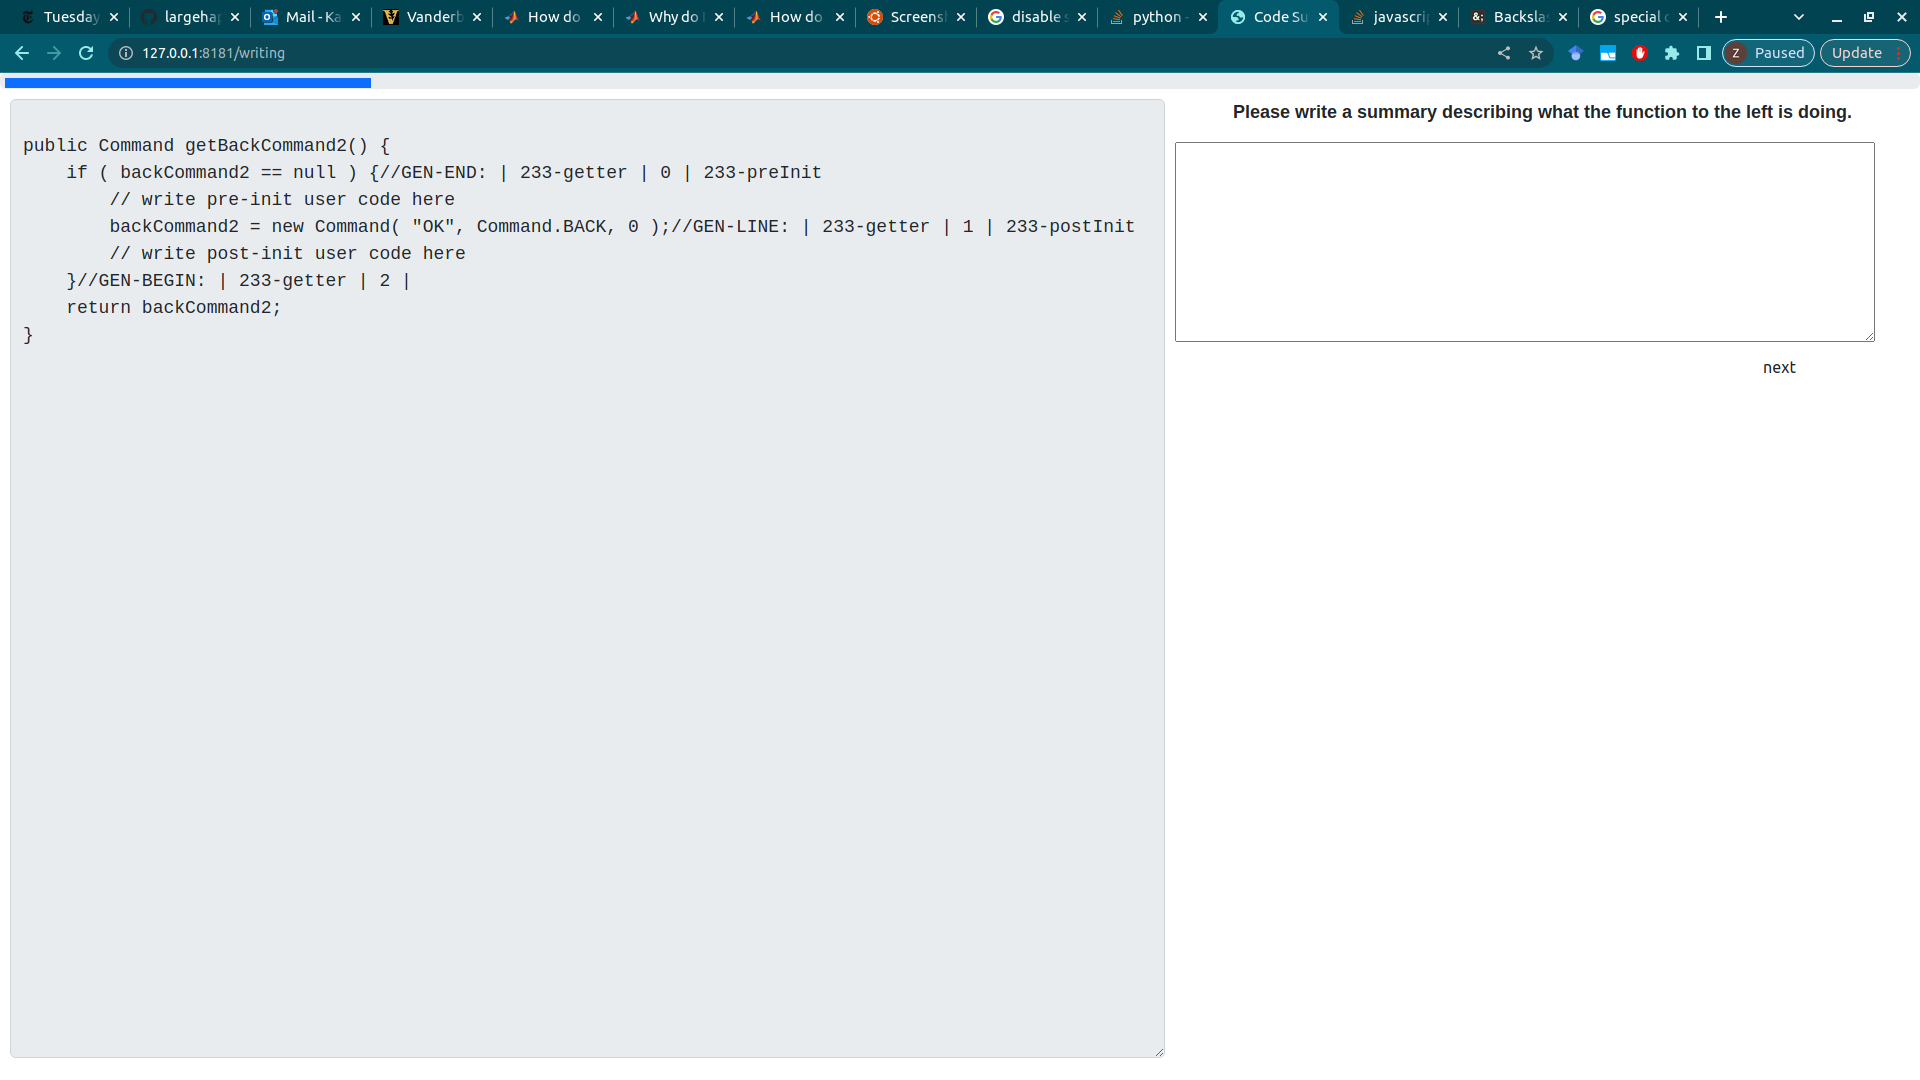 Tuesday
largehap
Mail - Ka
Vanderb
How do
Why do I
How do
Screensh
disable s
python -
Code Su
javascrip
Backslas
special c
127.0.0.1:8181/writing
Z
Paused
Update
public Command getBackCommand2() {
if ( backCommand2 == null ) {//GEN-END: | 233-getter | 0 | 233-preInit
// write pre-init user code here
backCommand2 = new Command( "OK", Command.BACK, 0 );//GEN-LINE: | 233-getter | 1 | 233-postInit
// write post-init user code here
}//GEN-BEGIN: | 233-getter | 2 |
return backCommand2;
}
Please write a summary describing what the function to the left is doing.
next